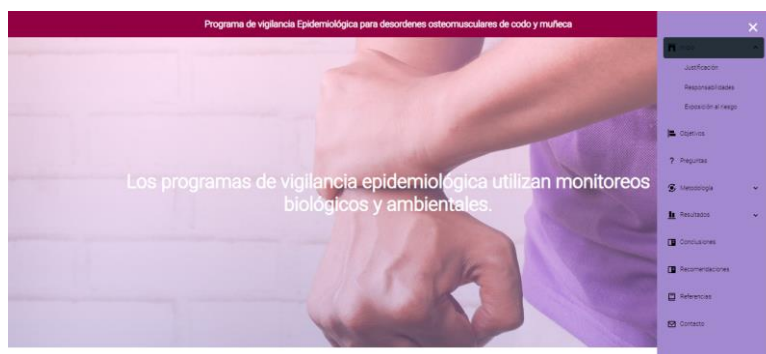 Programa de vigilancia Epidemiológica para desordenes osteomusculares de codo y muñeca
Los programas de vigilancia epidemiológica utilizan monitoreos
biológicos y ambientales.
Inicio
Justificación
Responsabilidades
Exposición al riesgo
Objetivos
Preguntas
Metodología
Resultados
Conclusiones
Recomendaciones
Referencias
Contacto